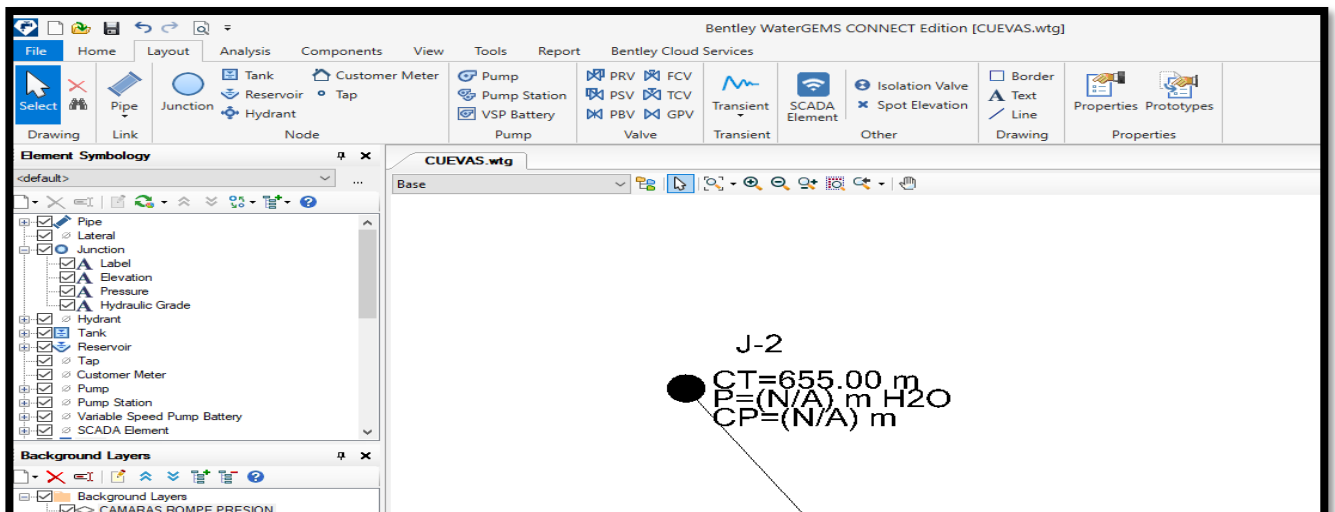 Bentley WaterGEMS CONNECT Edition [CUEVAS.wtg]
File Home Layout Analysis Components View Tools Report Bentley Cloud Services
Select
Pipe
Junction
Tank
Reservoir
Hydrant
Customer Meter
Tap
Pump
Pump Station
VSP Battery
PRV FCV
PSV TCV
PBV GPV
Transient
SCADA
Element
Isolation Valve
Spot Elevation
Border
Text
Line
Properties Prototypes
Drawing Link Node Pump Valve Transient Other Drawing Properties
Element Symbology
<default>
...
Pipe
Lateral
Junction
Label
Elevation
Pressure
Hydraulic Grade
Hydrant
Tank
Reservoir
Tap
Customer Meter
Pump
Pump Station
Variable Speed Pump Battery
SCADA Element
Background Layers
Background Layers
CAMARAS ROMPE PRESION
CUEVAS.wtg
Base
J-2
CT=655.00 m
P=(N/A) m H2O
CP=(N/A) m